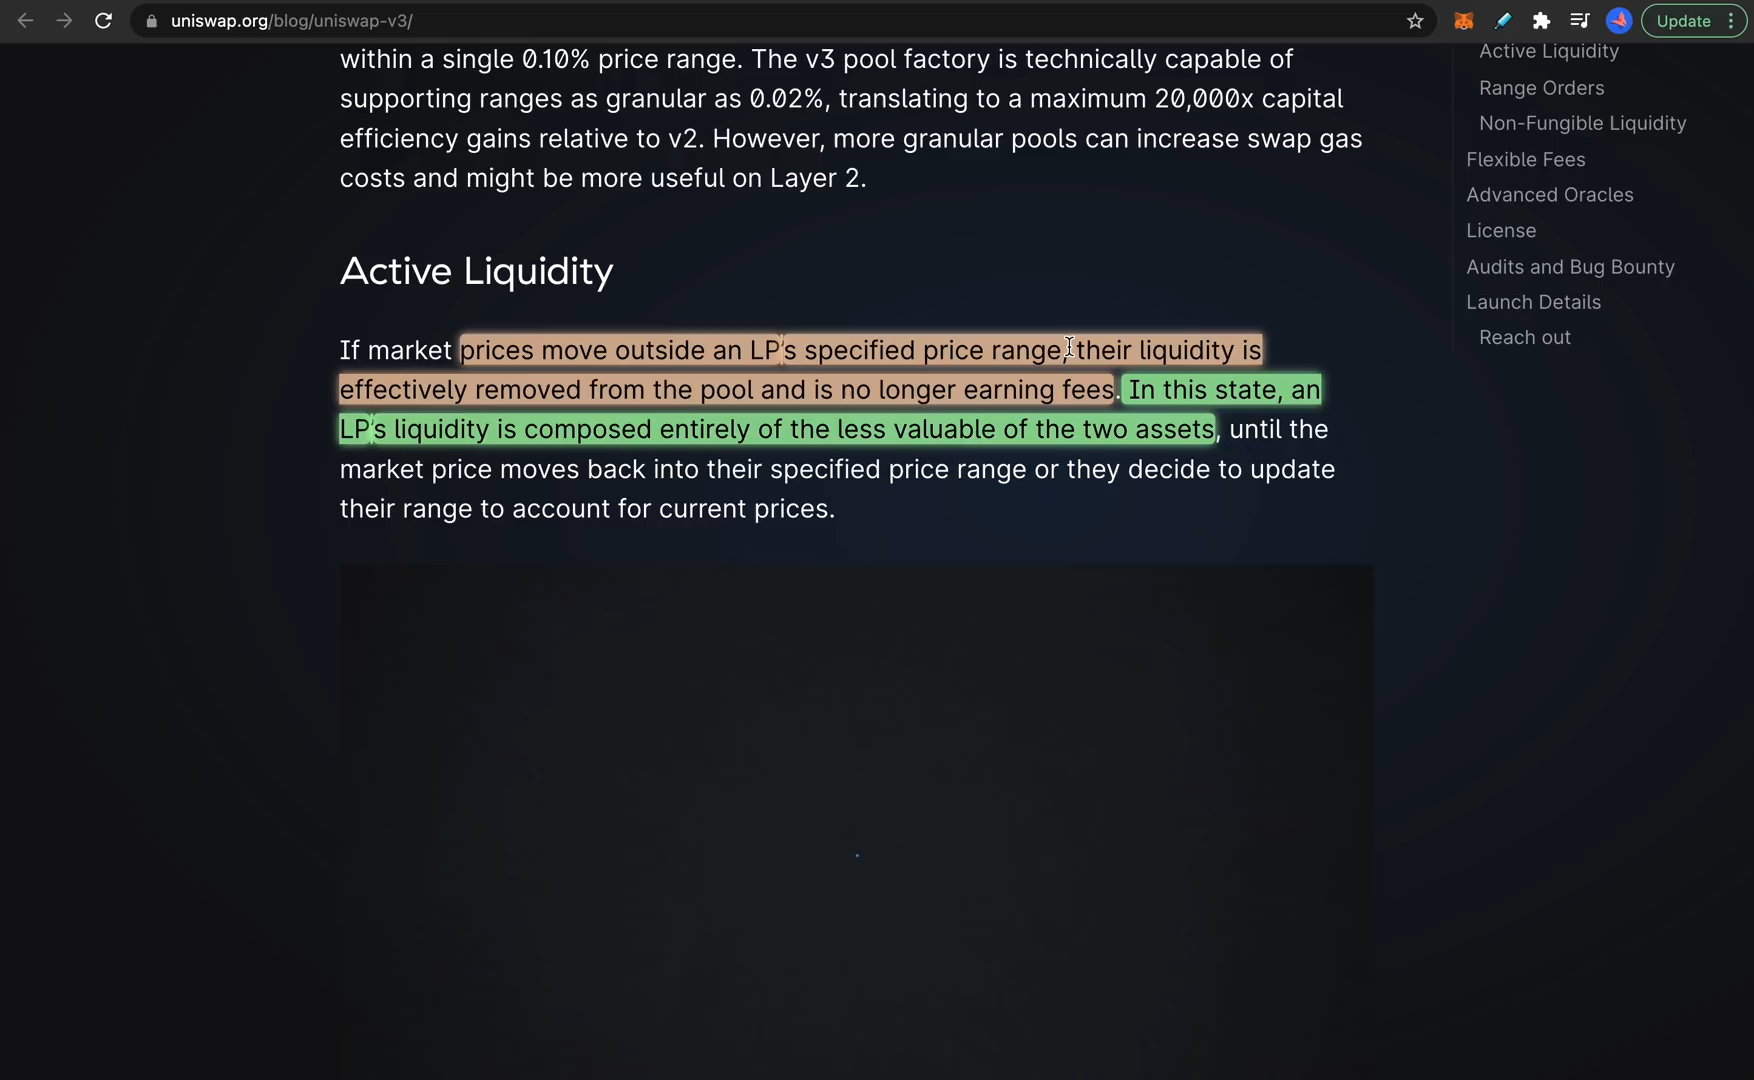 uniswap.org/blog/uniswap-v3/
Update
within a single 0.10% price range. The v3 pool factory is technically capable of
supporting ranges as granular as 0.02%, translating to a maximum 20,000x capital
efficiency gains relative to v2. However, more granular pools can increase swap gas
costs and might be more useful on Layer 2.
Active Liquidity
If market prices move outside an LP's specified price range, their liquidity is
effectively removed from the pool and is no longer earning fees. In this state, an
LP's liquidity is composed entirely of the less valuable of the two assets, until the
market price moves back into their specified price range or they decide to update
their range to account for current prices.
Active Liquidity
Range Orders
Non-Fungible Liquidity
Flexible Fees
Advanced Oracles
License
Audits and Bug Bounty
Launch Details
Reach out